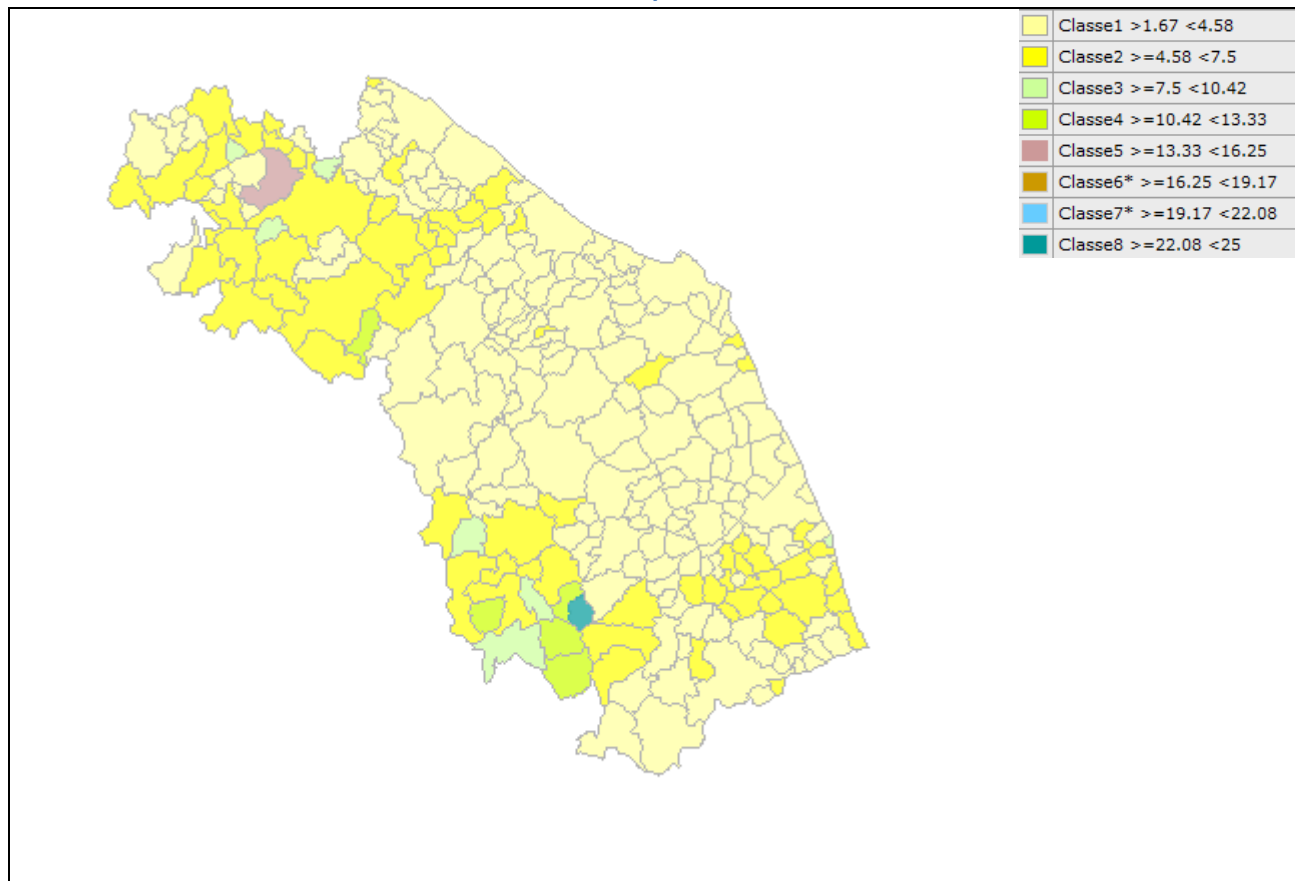 Classe1 >1.67 <4.58
Classe2 >=4.58 <7.5
Classe3 >=7.5 <10.42
Classe4 >=10.42 <13.33
Classe5 >=13.33 <16.25
Classe6* >=16.25 <19.17
Classe7* >=19.17 <22.08
Classe8 >=22.08 <25